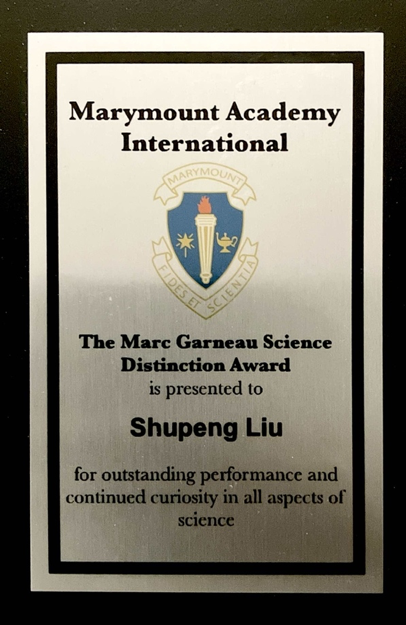 Marymount Academy
International
MARYMOUNT
FIDES ET SCIENTIA
The Marc Garneau Science
Distinction Award
is presented to
Shupeng Liu
for outstanding performance and
continued curiosity in all aspects of
science